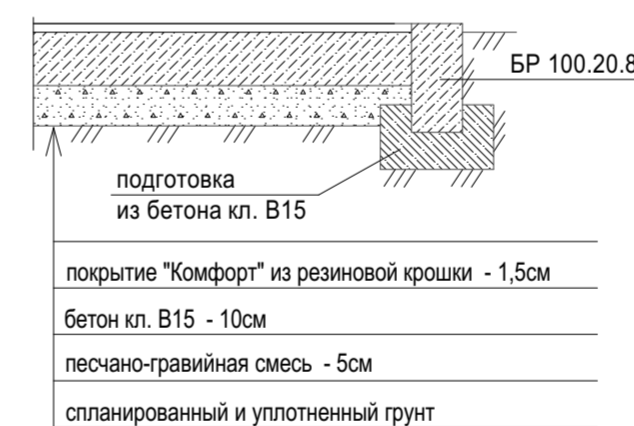 БР 100.20.8
подготовка
из бетона кл. В15
покрытие "Комфорт" из резиновой крошки - 1,5см
бетон кл. В15 - 10см
песчано-гравийная смесь - 5см
спланированный и уплотненный грунт